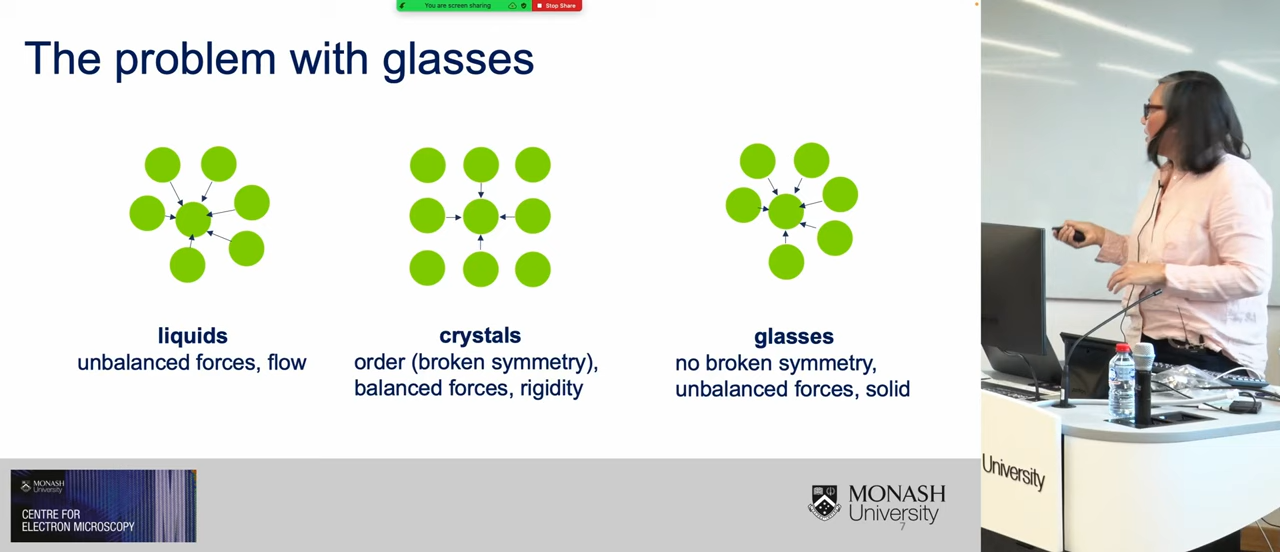 You are screen sharing
Stop Share
The problem with glasses
liquids
unbalanced forces, flow
crystals
order (broken symmetry),
balanced forces, rigidity
glasses
no broken symmetry,
unbalanced forces, solid
MONASH
University
CENTRE FOR
ELECTRON MICROSCOPY
MONASH
University
7
University